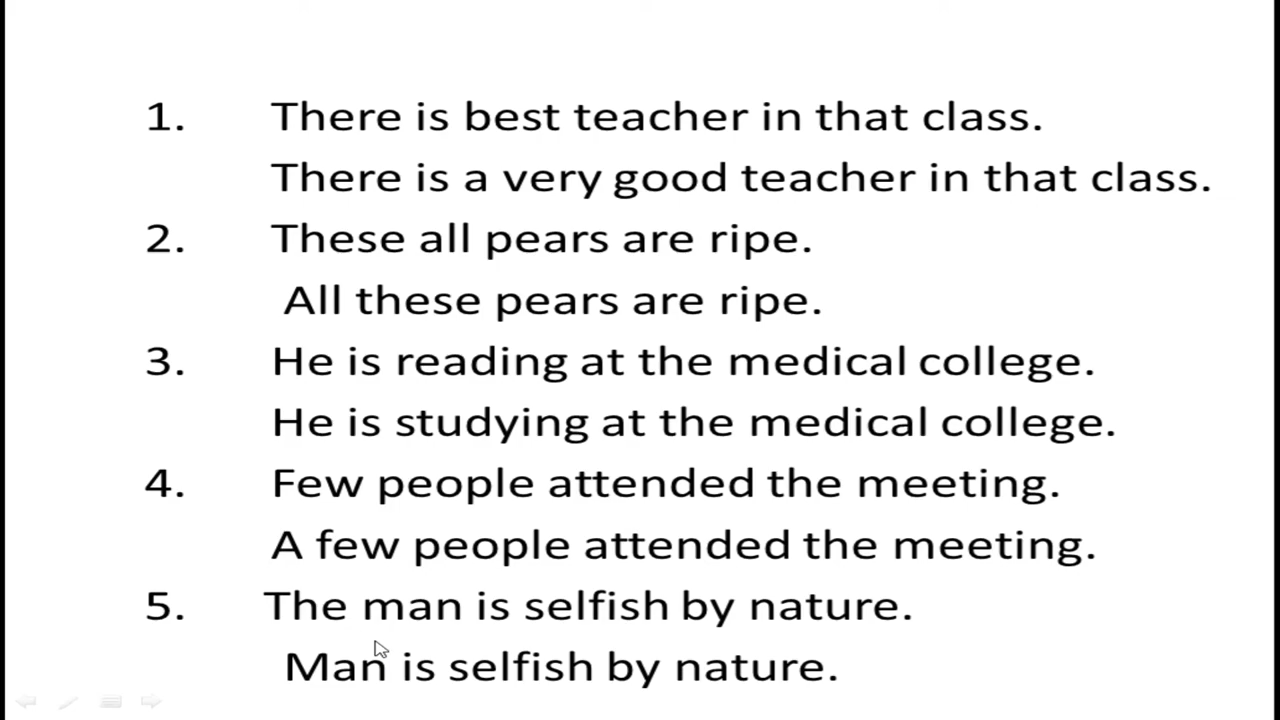 1. There is best teacher in that class.
There is a very good teacher in that class.
2. These all pears are ripe.
All these pears are ripe.
3. He is reading at the medical college.
He is studying at the medical college.
4. Few people attended the meeting.
A few people attended the meeting.
5. The man is selfish by nature.
Man is selfish by nature.